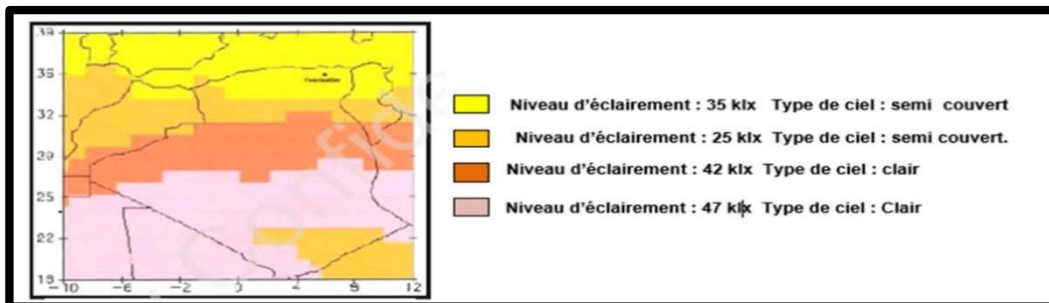 39
35
32
29
25
22
19
-10 -6 -2 3 4 8 12
Constantine
Confide
Niveau d'éclairement : 35 klx Type de ciel : semi couvert
Niveau d'éclairement : 25 klx Type de ciel : semi couvert.
Niveau d'éclairement : 42 klx Type de ciel : clair
Niveau d'éclairement : 47 klx Type de ciel : Clair